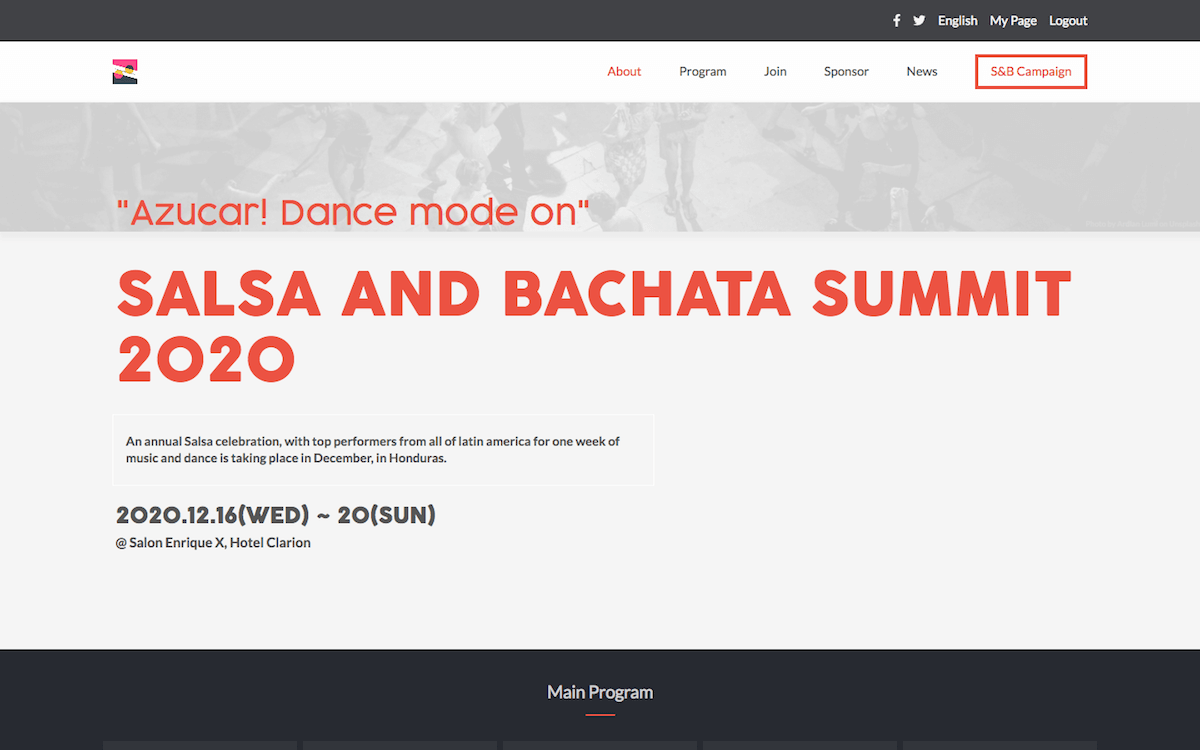 English My Page Logout
About Program Join Sponsor News S&B Campaign
"Azucar! Dance mode on"
SALSA AND BACHATA SUMMIT
2020
An annual Salsa celebration, with top performers from all of latin america for one week of
music and dance is taking place in December, in Honduras.
2020.12.16(WED) ~ 20(SUN)
@ Salon Enrique X, Hotel Clarion
Main Program